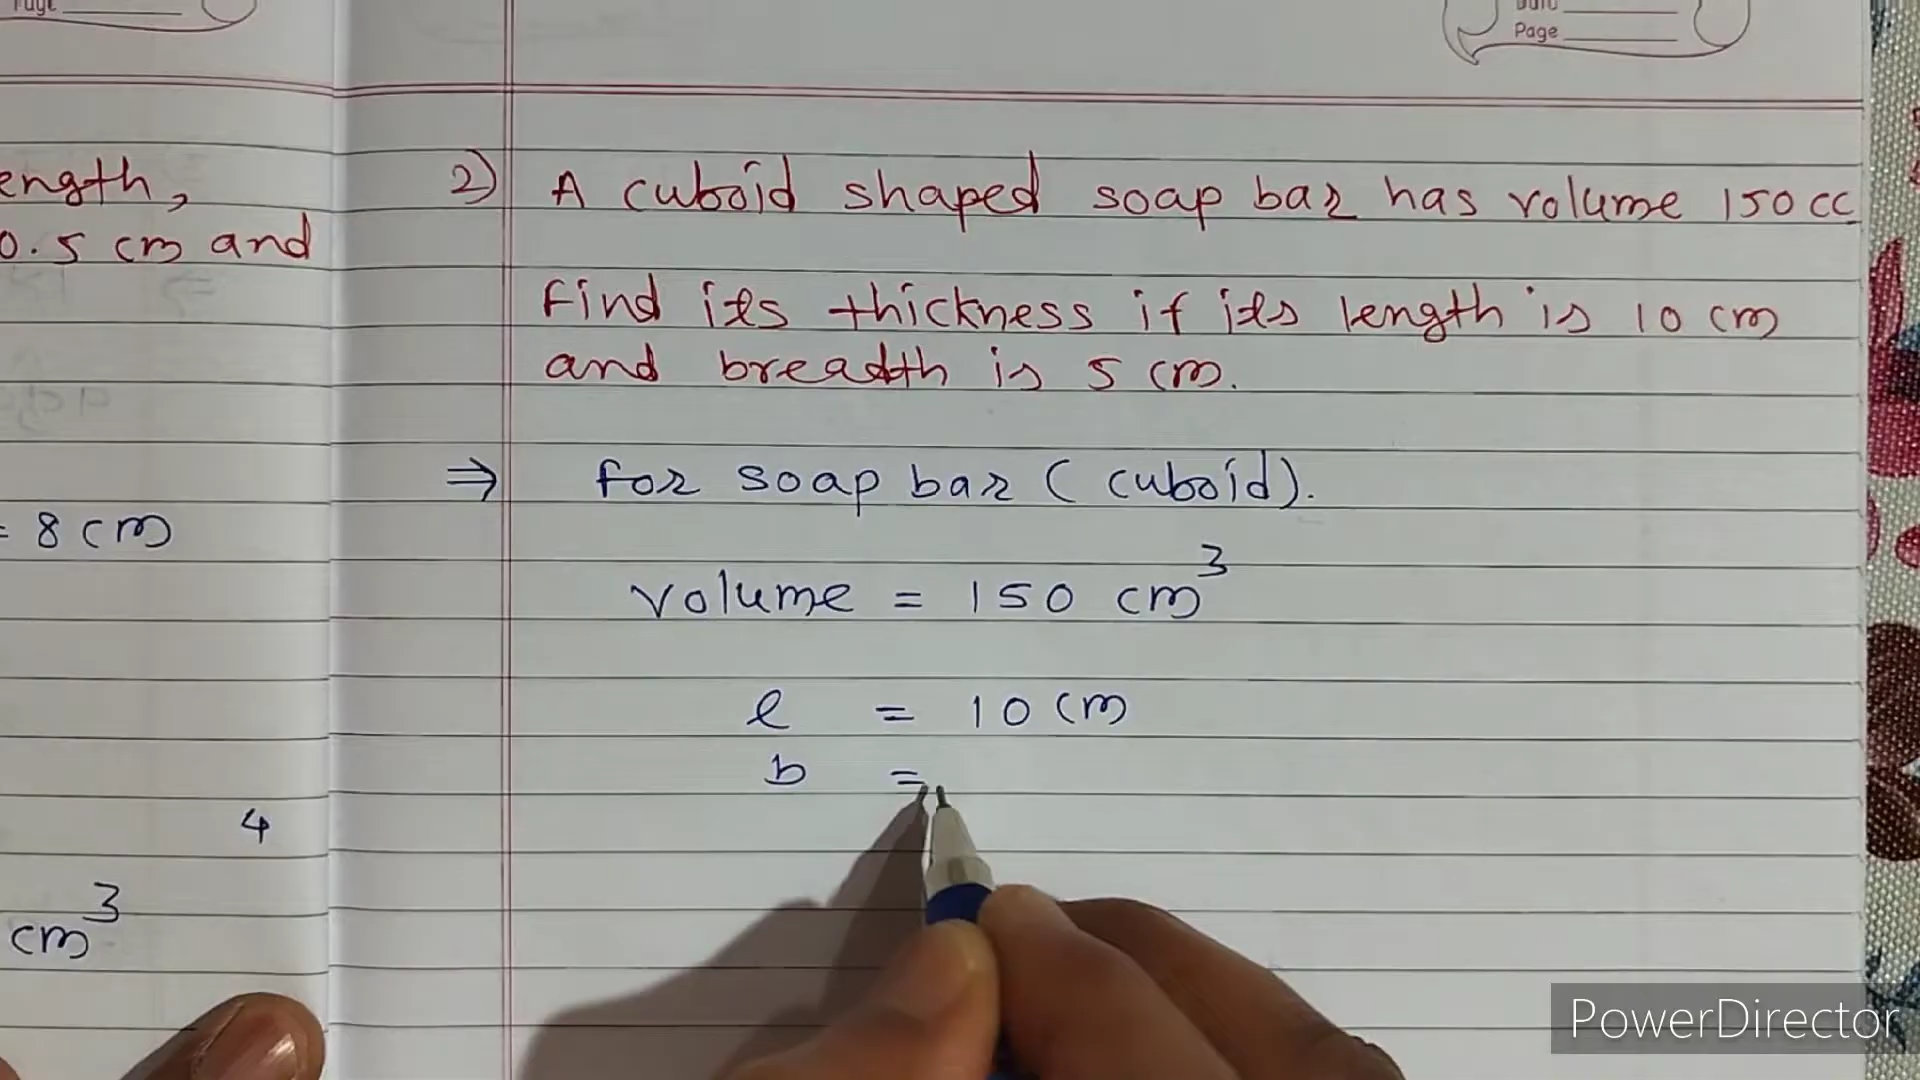 Page
Page
ength,
0.5 cm and
= 8 cm
4
cm³
2) A cuboid shaped soap bar has volume 150cc
Find its thickness if its length is 10 cm
and breadth is 5 cm.
⇒ for soap bar ( cuboid).
volume = 150 cm³
l = 10 cm
b =
PowerDirector